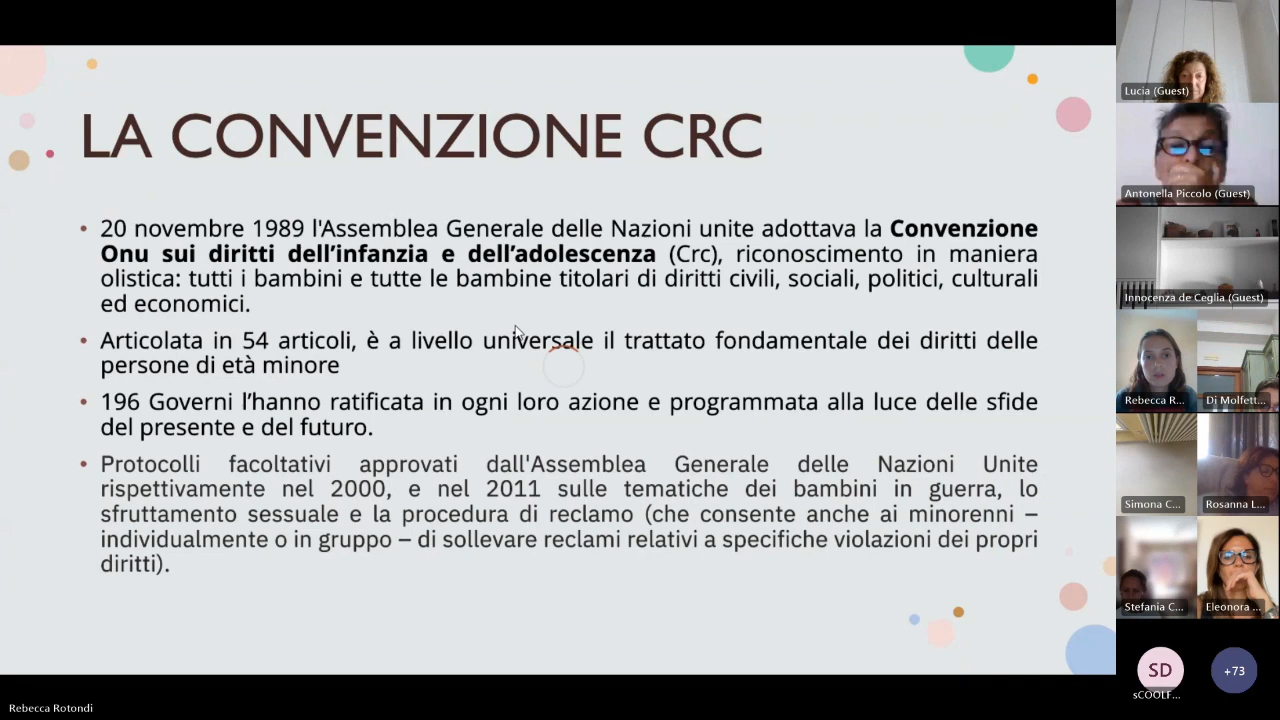 LA CONVENZIONE CRC
• 20 novembre 1989 l'Assemblea Generale delle Nazioni unite adottava la Convenzione
Onu sui diritti dell’infanzia e dell’adolescenza (Crc), riconoscimento in maniera
olistica: tutti i bambini e tutte le bambine titolari di diritti civili, sociali, politici, culturali
ed economici.
• Articolata in 54 articoli, è a livello universale il trattato fondamentale dei diritti delle
persone di età minore
• 196 Governi l’hanno ratificata in ogni loro azione e programmata alla luce delle sfide
del presente e del futuro.
• Protocolli facoltativi approvati dall'Assemblea Generale delle Nazioni Unite
rispettivamente nel 2000, e nel 2011 sulle tematiche dei bambini in guerra, lo
sfruttamento sessuale e la procedura di reclamo (che consente anche ai minorenni –
individualmente o in gruppo – di sollevare reclami relativi a specifiche violazioni dei propri
diritti).
Lucia (Guest)
Antonella Piccolo (Guest)
Innocenza de Ceglia (Guest)
Rebecca R...
Di Molfett...
Simona C...
Rosanna L...
Stefania C...
Eleonora ...
SD
sCOOLF...
+73
Rebecca Rotondi